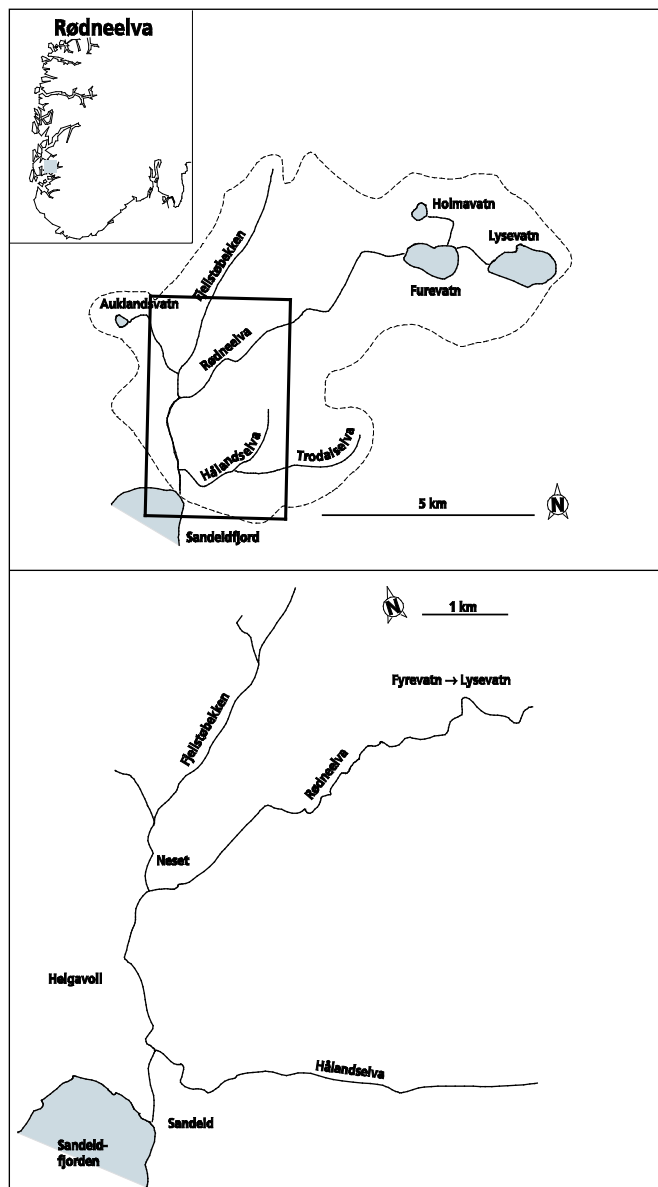 Rødneelva
Holmavatn
Lysevatn
Fjellstøbekken
Furevatn
Auklandsvatn
Rødneelva
Hålandselva
Trodalselva
5 km
N
Sandeidfjord
N
1 km
Fyrevatn → Lysevatn
Fjellstøbekken
Rødneelva
Neset
Helgavoll
Hålandselva
Sandeid
Sandeid-
fjorden